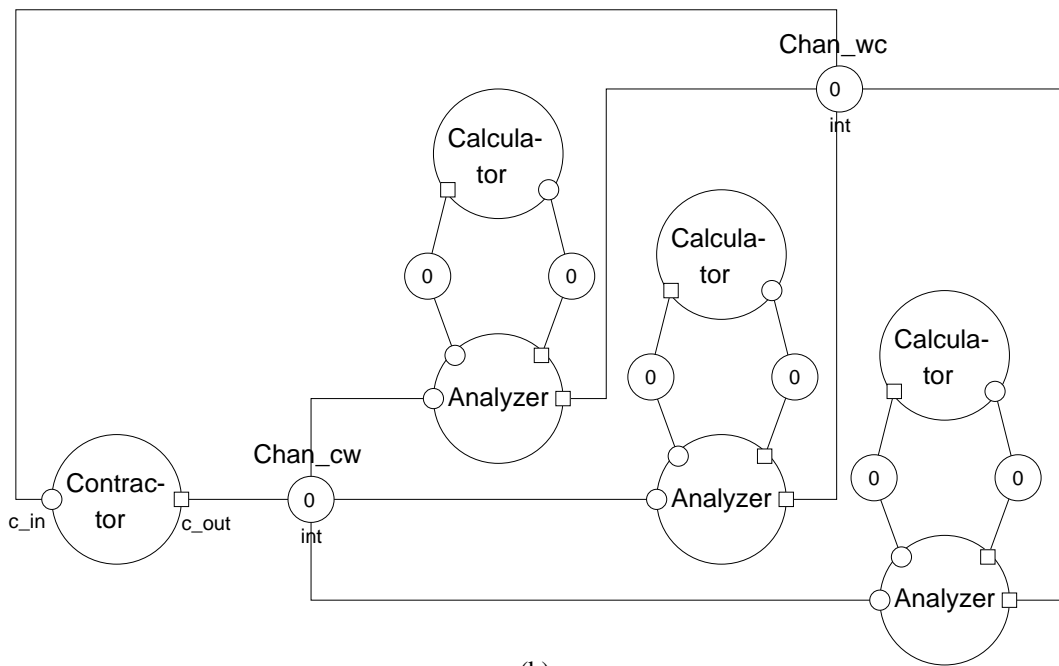 Chan_wc
0
int
Calcula-
tor
0
0
Analyzer
Calcula-
tor
0
0
Analyzer
Calcula-
tor
0
0
Analyzer
Chan_cw
0
int
Contrac-
tor
c_in
c_out